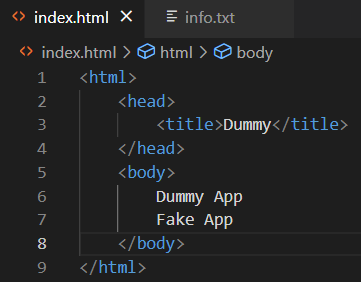 index.html × info.txt
index.html > html > body
1 <html>
2     <head>
3         <title>Dummy</title>
4     </head>
5     <body>
6         Dummy App
7         Fake App
8     </body>
9 </html>